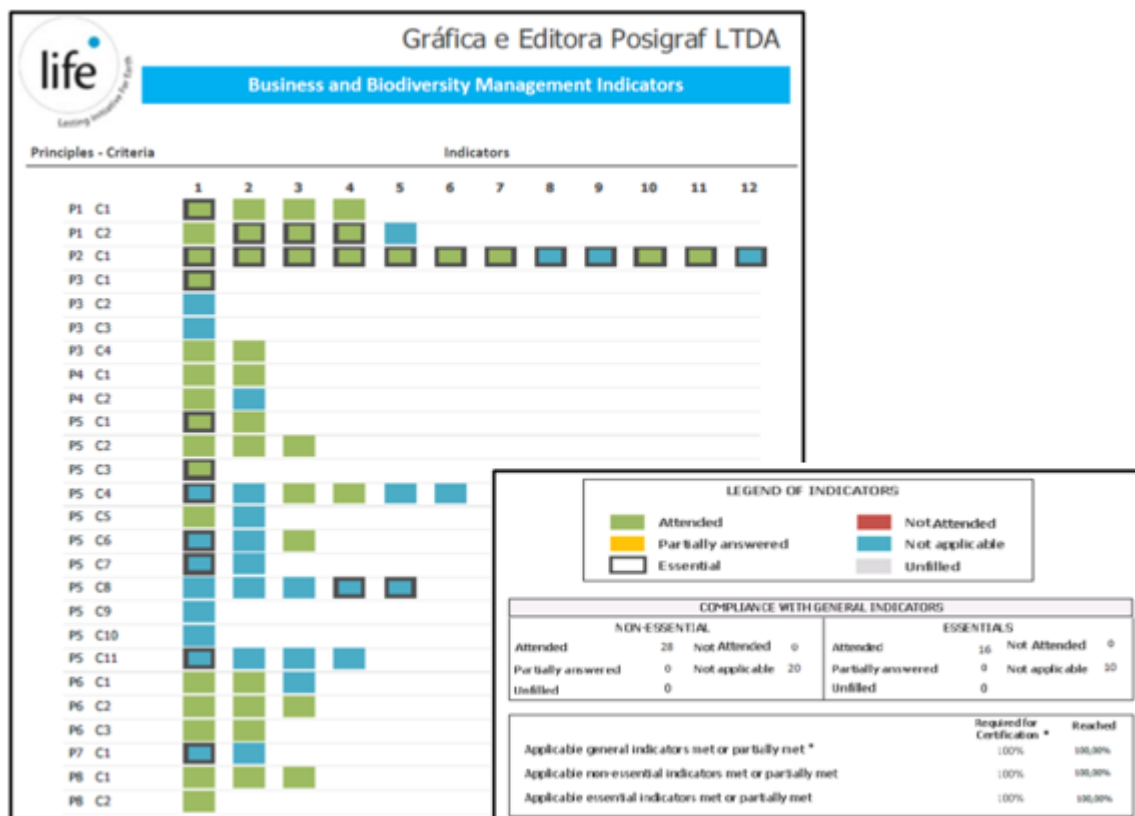 life
Lasting Initiative For Earth
Gráfica e Editora Posigraf LTDA
Business and Biodiversity Management Indicators
Principles - Criteria Indicators
1 2 3 4 5 6 7 8 9 10 11 12
P1 C1
P1 C2
P2 C1
P3 C1
P3 C2
P3 C3
P3 C4
P4 C1
P4 C2
P5 C1
P5 C2
P5 C3
P5 C4
P5 C5
P5 C6
P5 C7
P5 C8
P5 C9
P5 C10
P5 C11
P6 C1
P6 C2
P6 C3
P7 C1
P8 C1
P8 C2
LEGEND OF INDICATORS
Attended Not Attended
Partially answered Not applicable
Essential Unfilled
COMPLIANCE WITH GENERAL INDICATORS
NON-ESSENTIAL ESSENTIALS
Attended 28 Not Attended 0 Attended 16 Not Attended 0
Partially answered 0 Not applicable 20 Partially answered 0 Not applicable 10
Unfilled 0 Unfilled 0
Required for Certification * Reached
Applicable general indicators met or partially met * 100% 100,00%
Applicable non-essential indicators met or partially met 100% 100,00%
Applicable essential indicators met or partially met 100% 100,00%